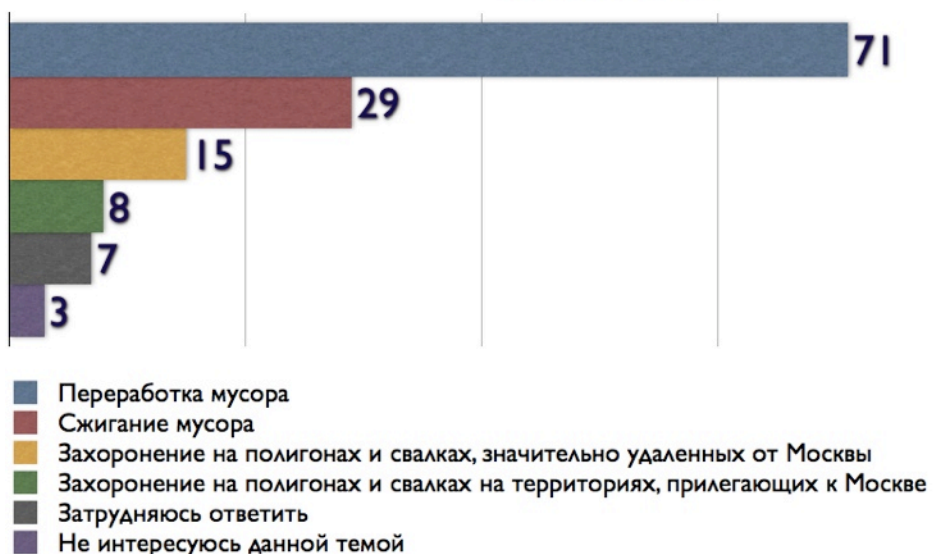 71
29
15
8
7
3
Переработка мусора
Сжигание мусора
Захоронение на полигонах и свалках, значительно удаленных от Москвы
Захоронение на полигонах и свалках на территориях, прилегающих к Москве
Затрудняюсь ответить
Не интересуюсь данной темой